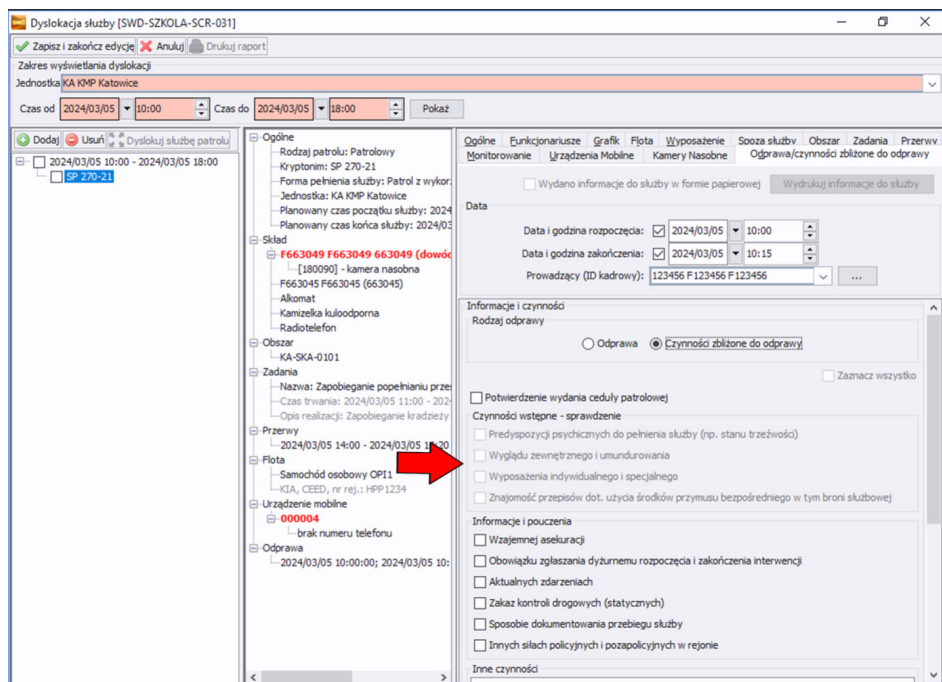 Dyslokacja służby [SWD-SZKOLA-SCR-031]
Zapisz i zakończ edycję Anuluj Drukuj raport
Zakres wyświetlania dyslokacji
Jednostka KA KMP Katowice
Czas od 2024/03/05 10:00 Czas do 2024/03/05 18:00 Pokaż
Dodaj Usuń Dyslokuj służbę patrolu
2024/03/05 10:00 - 2024/03/05 18:00
SP 270-21
Ogólne
Rodzaj patrolu: Patrolowy
Kryptonim: SP 270-21
Forma pełnienia służby: Patrol z wykor
Jednostka: KA KMP Katowice
Planowany czas początku służby: 2024
Planowany czas końca służby: 2024/03
Skład
F663049 F663049 663049 (dowód
[180090] - kamera nasobna
F663045 F663045 (663045)
Alkomat
Kamizelka kuloodporna
Radiotelefon
Obszar
KA-SKA-0101
Zadania
Nazwa: Zapobieganie popełnianiu prze
Czas trwania: 2024/03/05 11:00 - 202
Opis realizacji: Zapobieganie kradzieży
Przerwy
2024/03/05 14:00 - 2024/03/05 1 20
Flota
Samochód osobowy OPI1
KIA, CEED, nr rej.: HPP1234
Urządzenie mobilne
000004
brak numeru telefonu
Odprawa
2024/03/05 10:00:00; 2024/03/05 10:
Ogólne Funkcjonariusze Grafik Flota Wyposażenie Spoza służby Obszar Zadania Przerwy
Monitorowanie Urządzenia Mobilne Kamery Nasobne Odprawa/czynności zbliżone do odprawy
Wydano informacje do służby w formie papierowej Wydrukuj informacje do służby
Data
Data i godzina rozpoczęcia: 2024/03/05 10:00
Data i godzina zakończenia: 2024/03/05 10:15
Prowadzący (ID kadrowy): 123456 F123456 F123456 ...
Informacje i czynności
Rodzaj odprawy
Odprawa Czynności zbliżone do odprawy
Zaznacz wszystko
Potwierdzenie wydania ceduły patrolowej
Czynności wstępne - sprawdzenie
Predyspozycji psychicznych do pełnienia służby (np. stanu trzeźwości)
Wyglądu zewnętrznego i umundurowania
Wyposażenia indywidualnego i specjalnego
Znajomość przepisów dot. użycia środków przymusu bezpośredniego w tym broni służbowej
Informacje i pouczenia
Wzajemnej asekuracji
Obowiązku zgłaszania dyżurnemu rozpoczęcia i zakończenia interwencji
Aktualnych zdarzeniach
Zakaz kontroli drogowych (statycznych)
Sposobie dokumentowania przebiegu służby
Innych siłach policyjnych i pozapolicyjnych w rejonie
Inne czynności